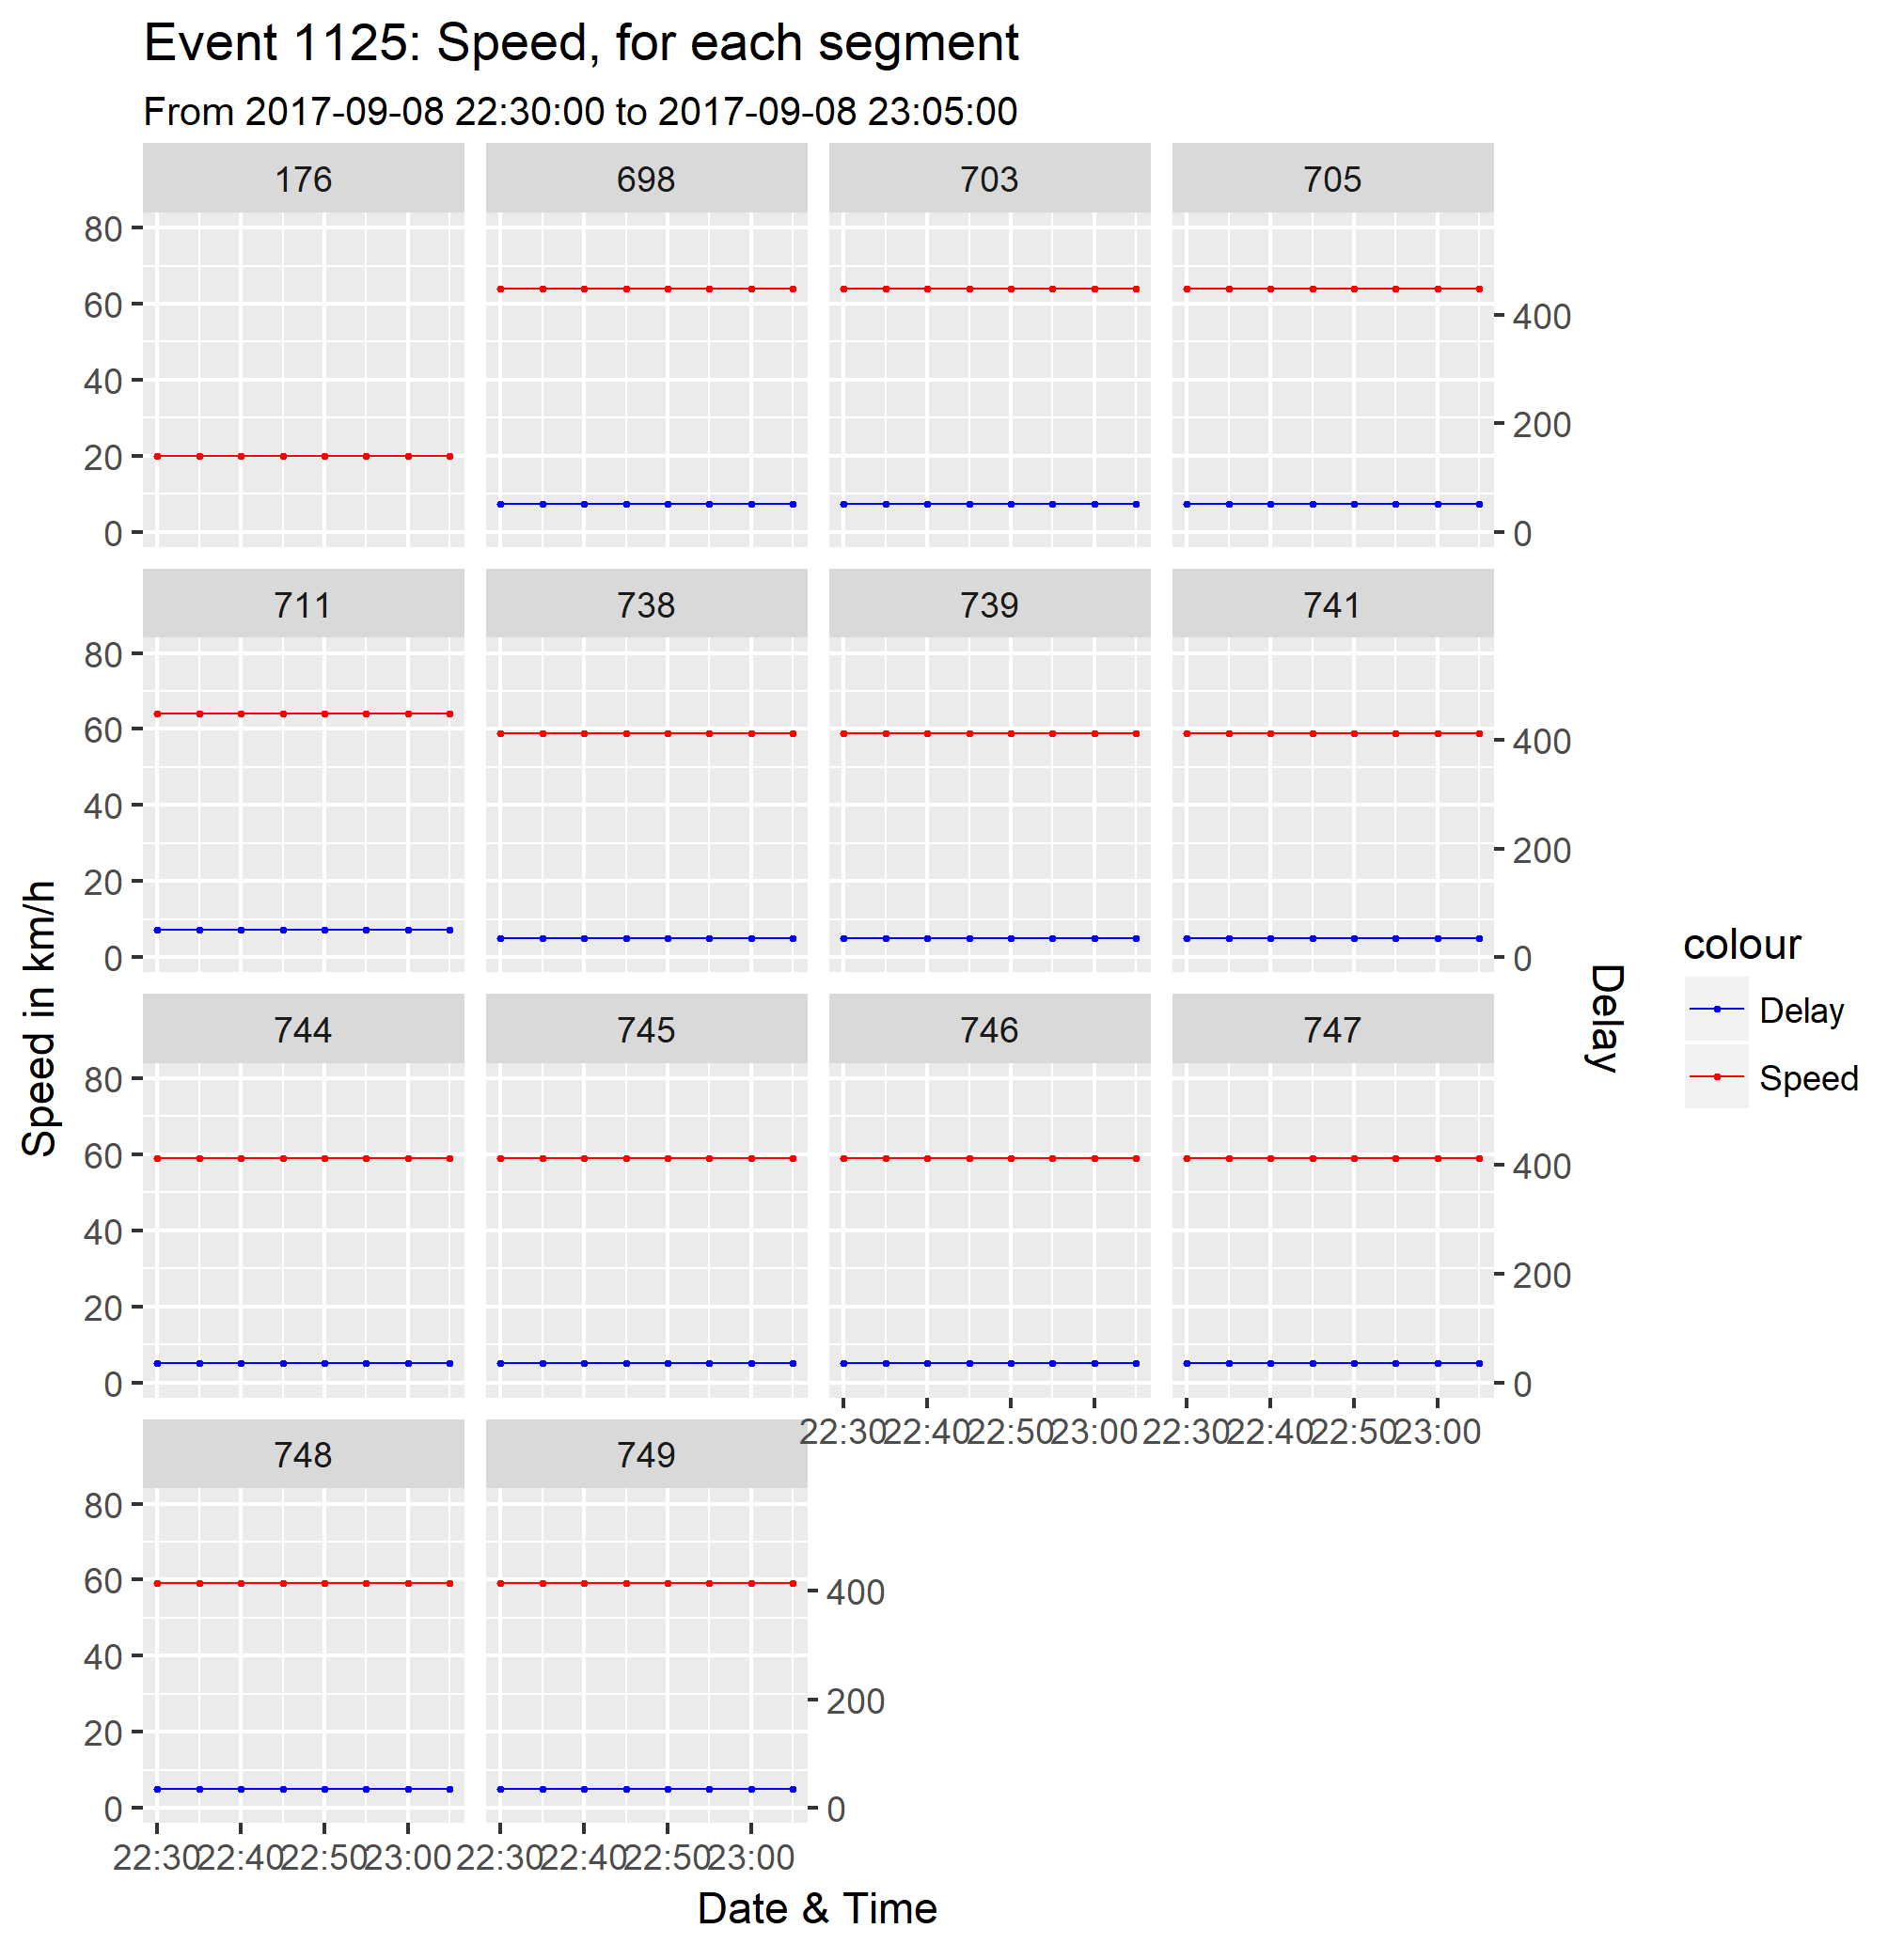 Event 1125: Speed, for each segment
From 2017-09-08 22:30:00 to 2017-09-08 23:05:00
176 698 703 705
80
60
40
20
0
400
200
0
711 738 739 741
80
60
40
20
0
400
200
0
744 745 746 747
80
60
40
20
0
400
200
0
22:30 22:40 22:50 23:00 22:30 22:40 22:50 23:00
748 749
80
60
40
20
0
400
200
0
22:30 22:40 22:50 23:00 22:30 22:40 22:50 23:00
Date & Time
Speed in km/h
Delay
colour
Delay
Speed